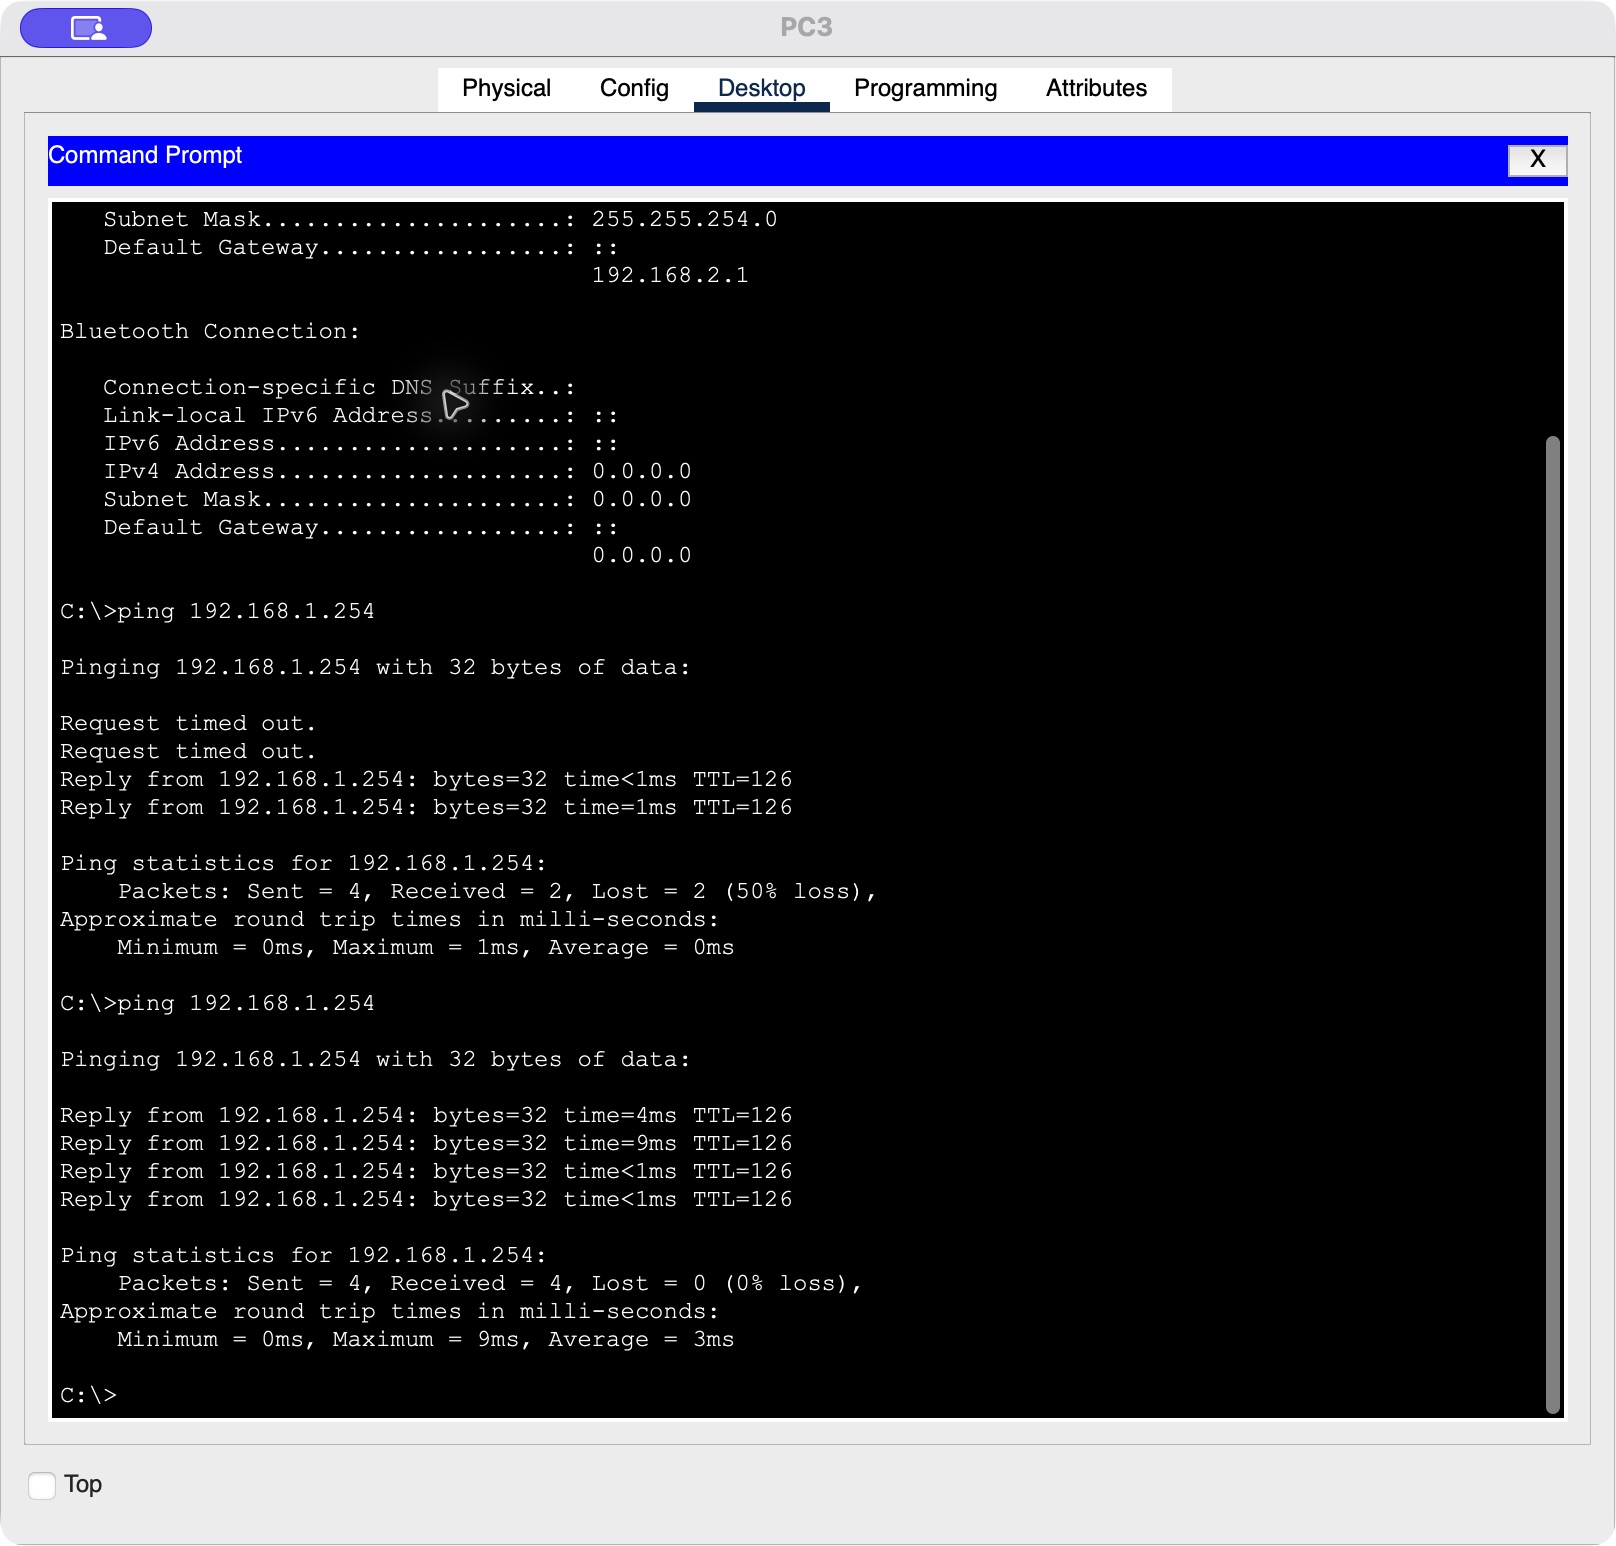 PC3
Physical Config Desktop Programming Attributes
Command Prompt
X
Subnet Mask.....................: 255.255.254.0
Default Gateway.................: ::
192.168.2.1
Bluetooth Connection:
Connection-specific DNS Suffix..:
Link-local IPv6 Address.........: ::
IPv6 Address....................: ::
IPv4 Address....................: 0.0.0.0
Subnet Mask.....................: 0.0.0.0
Default Gateway.................: ::
0.0.0.0
C:\>ping 192.168.1.254
Pinging 192.168.1.254 with 32 bytes of data:
Request timed out.
Request timed out.
Reply from 192.168.1.254: bytes=32 time<1ms TTL=126
Reply from 192.168.1.254: bytes=32 time=1ms TTL=126
Ping statistics for 192.168.1.254:
Packets: Sent = 4, Received = 2, Lost = 2 (50% loss),
Approximate round trip times in milli-seconds:
Minimum = 0ms, Maximum = 1ms, Average = 0ms
C:\>ping 192.168.1.254
Pinging 192.168.1.254 with 32 bytes of data:
Reply from 192.168.1.254: bytes=32 time=4ms TTL=126
Reply from 192.168.1.254: bytes=32 time=9ms TTL=126
Reply from 192.168.1.254: bytes=32 time<1ms TTL=126
Reply from 192.168.1.254: bytes=32 time<1ms TTL=126
Ping statistics for 192.168.1.254:
Packets: Sent = 4, Received = 4, Lost = 0 (0% loss),
Approximate round trip times in milli-seconds:
Minimum = 0ms, Maximum = 9ms, Average = 3ms
C:\>
Top